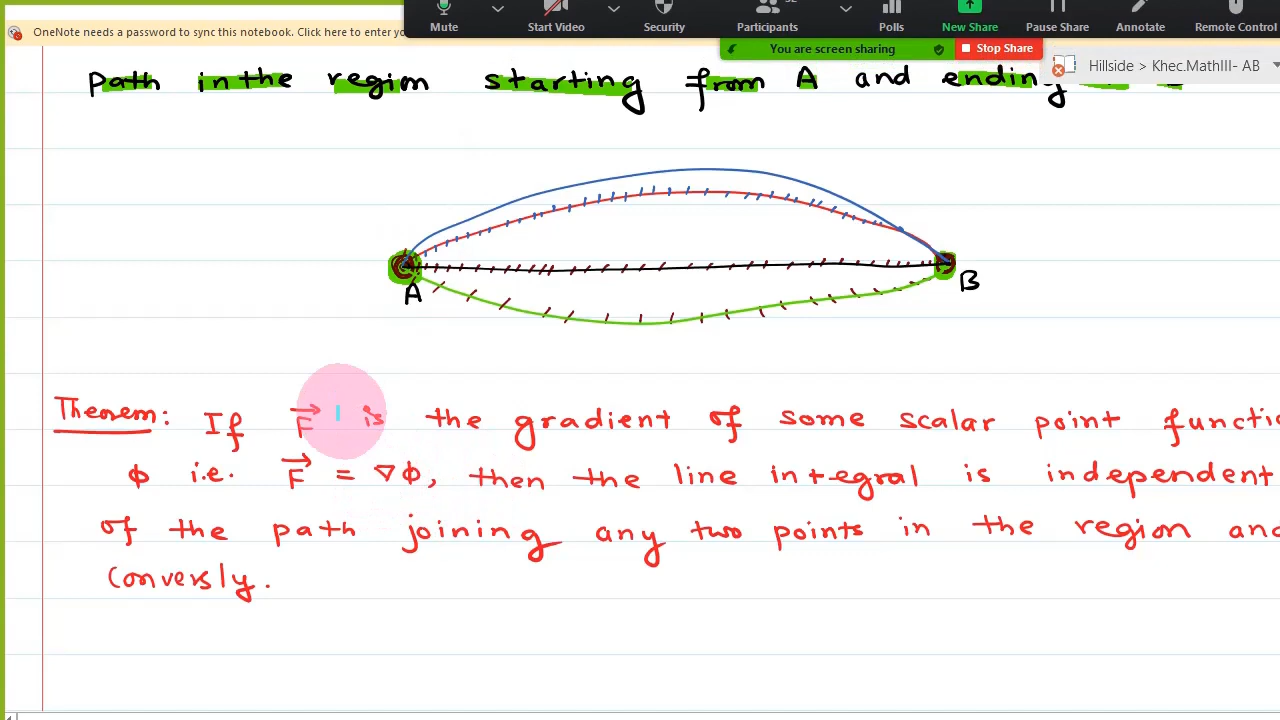 Mute Start Video Security Participants Polls New Share Pause Share Annotate Remote Control
OneNote needs a password to sync this notebook. Click here to enter
You are screen sharing Stop Share
Hillside > Khec.MathIII- AB
Path in the region starting from A and ending
A B
Theorem: If F⃗ is the gradient of some scalar point functio
ϕ i.e. F⃗ = ∇ϕ, then the line integral is independent
of the path joining any two points in the region and
Conversly.